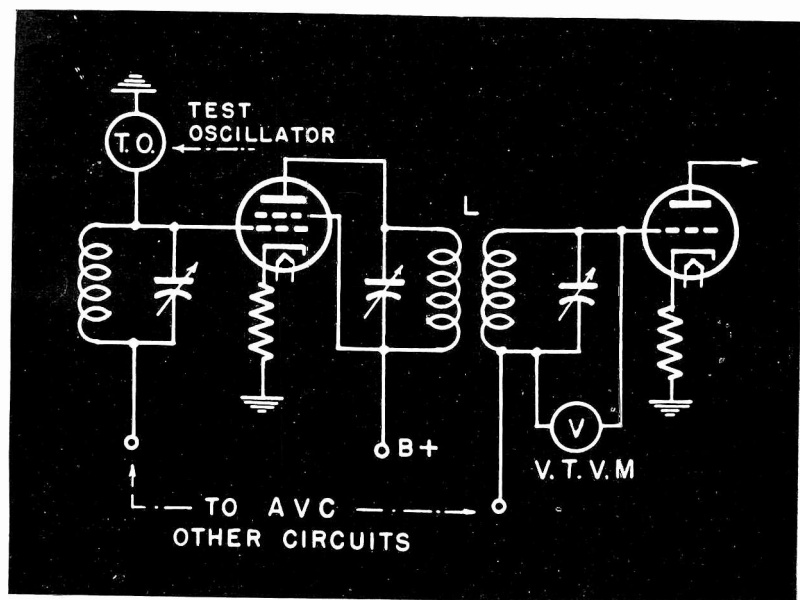 TEST
OSCILLATOR
T.O.
L
B+
V
V.T.V.M
TO AVC
OTHER CIRCUITS